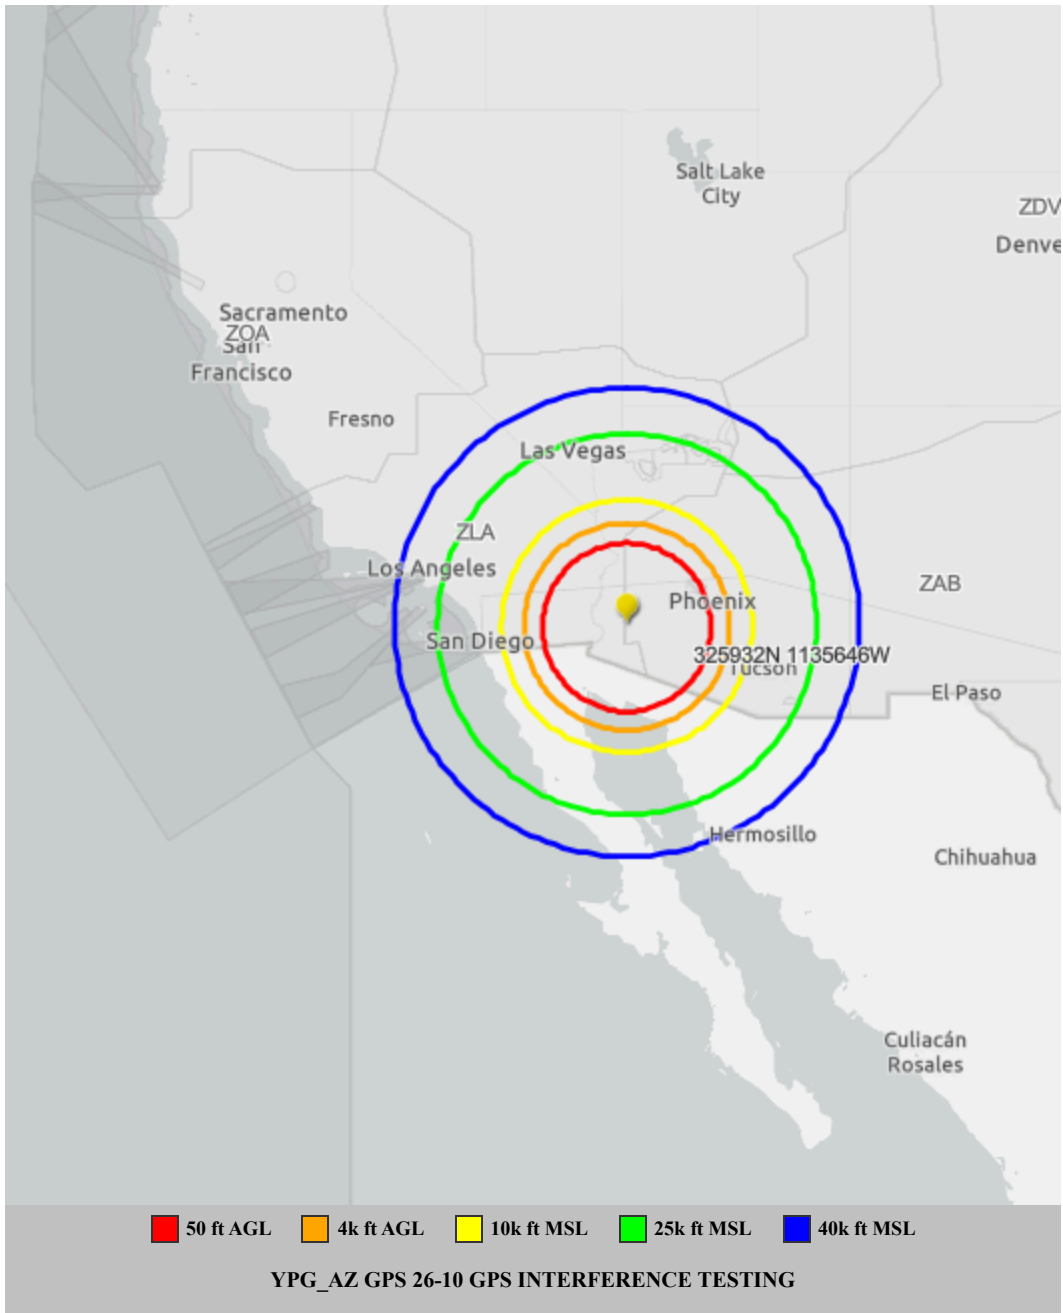 Salt Lake
City
ZDV
Denve
Sacramento
ZOA
San
Francisco
Fresno
Las Vegas
ZLA
Los Angeles
ZAB
Phoenix
San Diego
325932N 1135646W
Tucson
El Paso
Hermosillo
Chihuahua
Culiacán
Rosales
50 ft AGL 4k ft AGL 10k ft MSL 25k ft MSL 40k ft MSL
YPG_AZ GPS 26-10 GPS INTERFERENCE TESTING